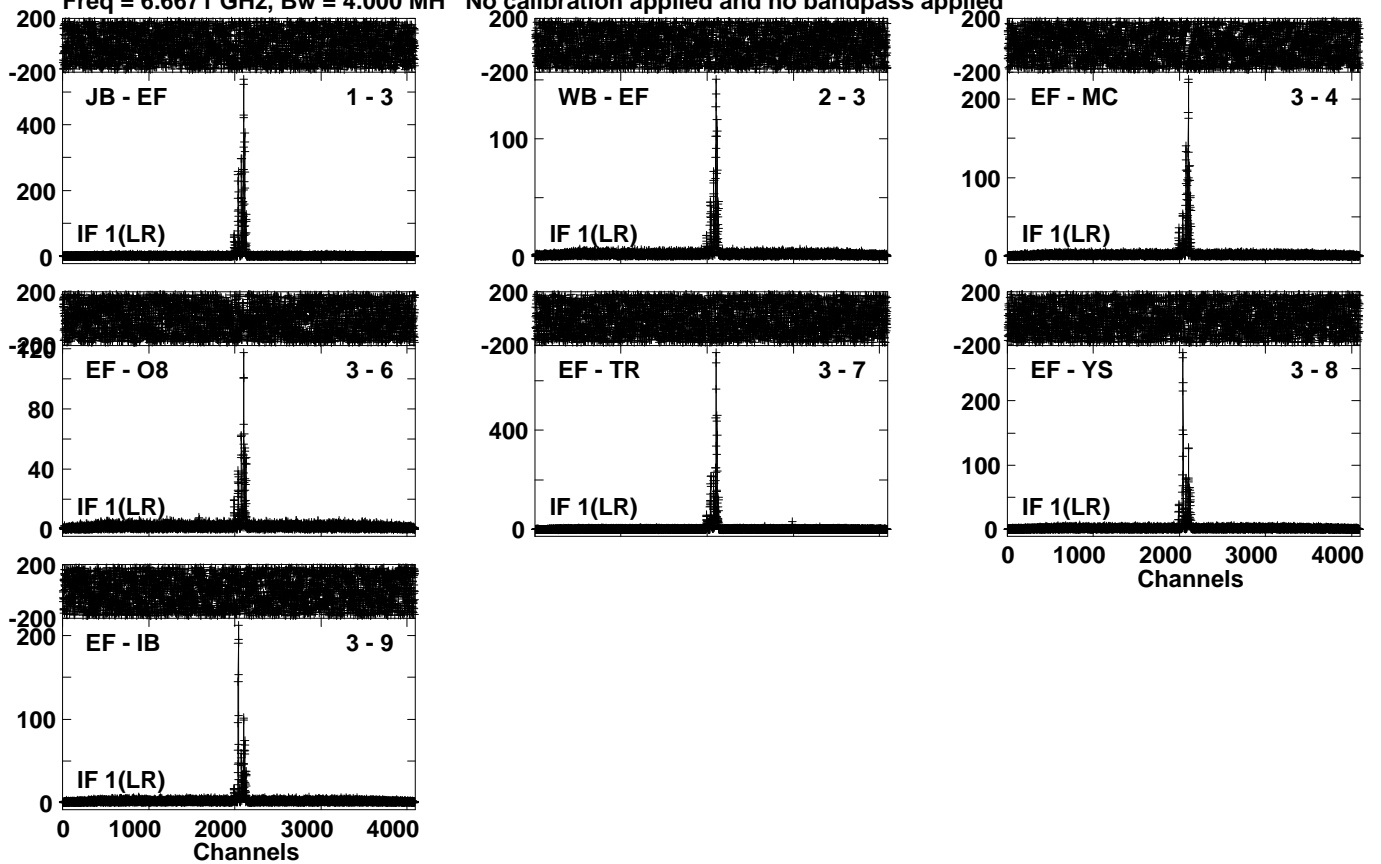 Freq = 6.6671 GHz, Bw = 4.000 MH No calibration applied and no bandpass applied
200 200 200
-200 -200 -200
JB - EF 1 - 3 WB - EF 2 - 3 EF - MC 3 - 4
400 100 200
200 100
IF 1(LR) IF 1(LR) IF 1(LR)
0 0 0
200 200 200
-200 -200 -200
120
EF - O8 3 - 6 EF - TR 3 - 7 EF - YS 3 - 8
80 400 200
40 100
IF 1(LR) IF 1(LR) IF 1(LR)
0 0 0
0 1000 2000 3000 4000
Channels
200
-200
200
EF - IB 3 - 9
100
IF 1(LR)
0
0 1000 2000 3000 4000
Channels